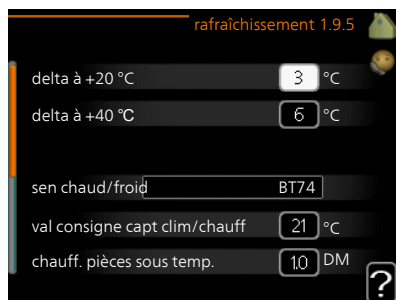 rafraîchissement 1.9.5
delta à +20 °C 3 °C
delta à +40 °C 6 °C
sen chaud/froid BT74
val consigne capt clim/chauff 21 °C
chauff. pièces sous temp. 1.0 DM
?